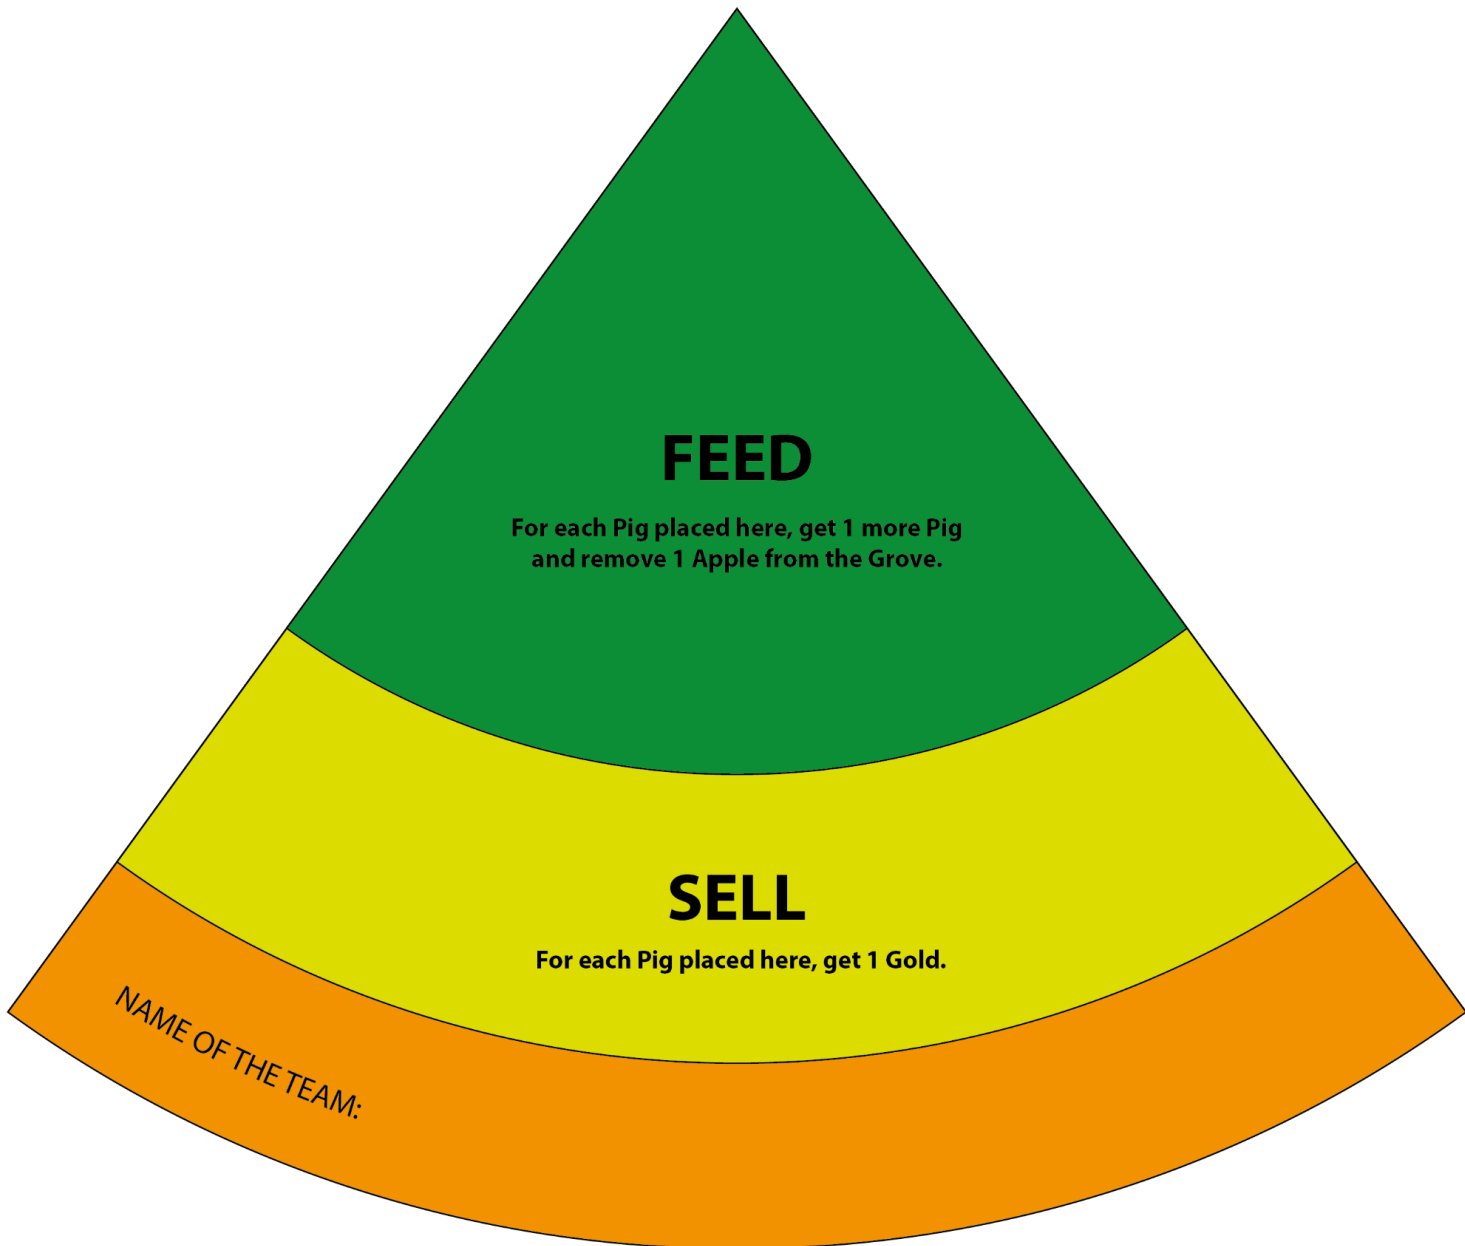 FEED
For each Pig placed here, get 1 more Pig
and remove 1 Apple from the Grove.
SELL
For each Pig placed here, get 1 Gold.
NAME OF THE TEAM: